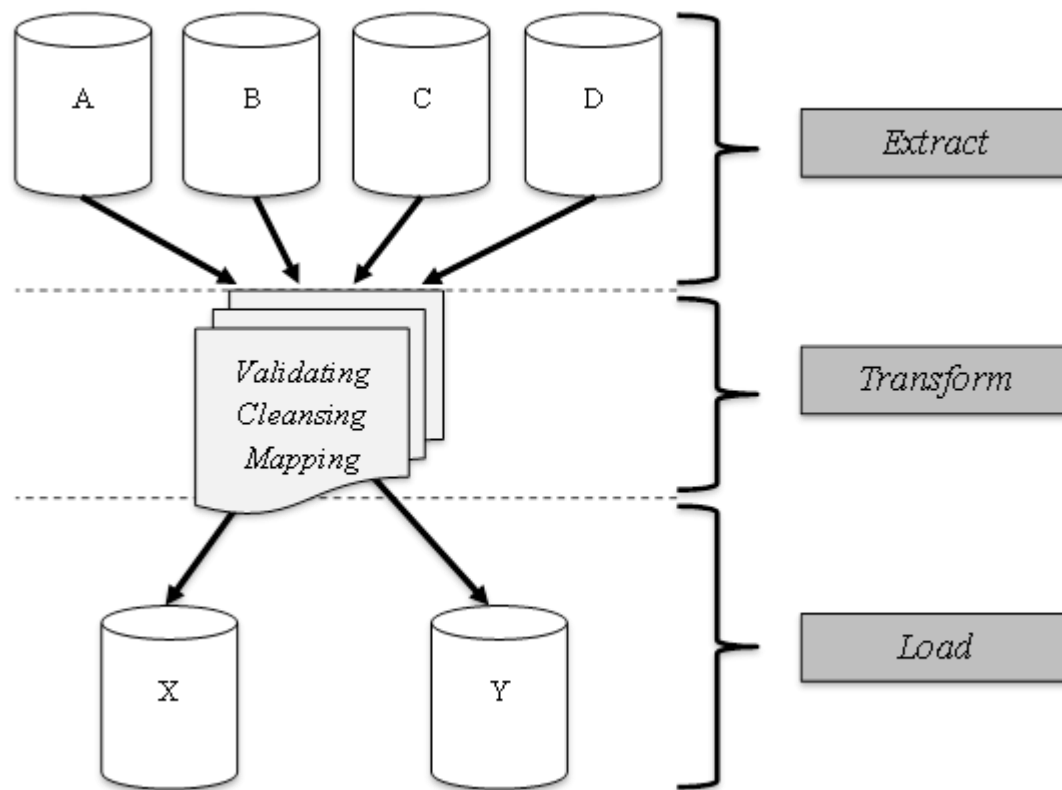 A
B
C
D
Extract
Validating
Cleansing
Mapping
Transform
X
Y
Load